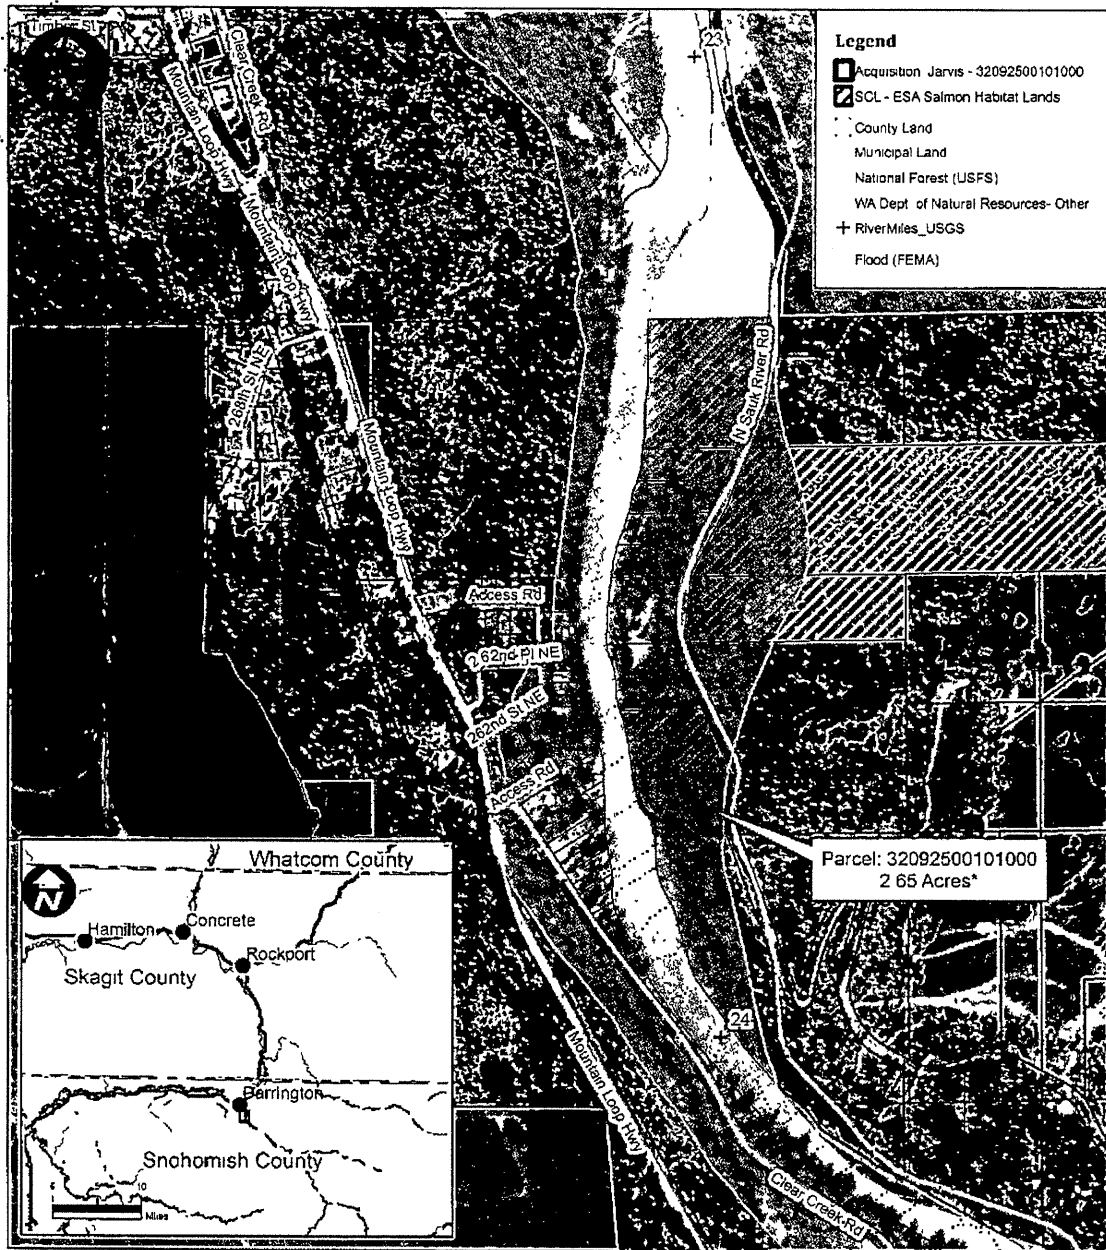 Timber St
Clear Creek Rd
Mountain Loop Hwy
Mountain Loop Hwy
23
Legend
Acquisition Jarvis - 32092500101000
SCL - ESA Salmon Habitat Lands
County Land
Municipal Land
National Forest (USFS)
WA Dept of Natural Resources- Other
RiverMiles_USGS
Flood (FEMA)
N Sauk River Rd
Mountain Loop Hwy
Access Rd
262nd Pl NE
262nd St NE
Access Rd
Parcel: 32092500101000
2 65 Acres*
24
Mountain Loop Hwy
Clear Creek Rd
Whatcom County
N
Hamilton
Concrete
Rockport
Skagit County
Darrington
Snohomish County
10
Miles